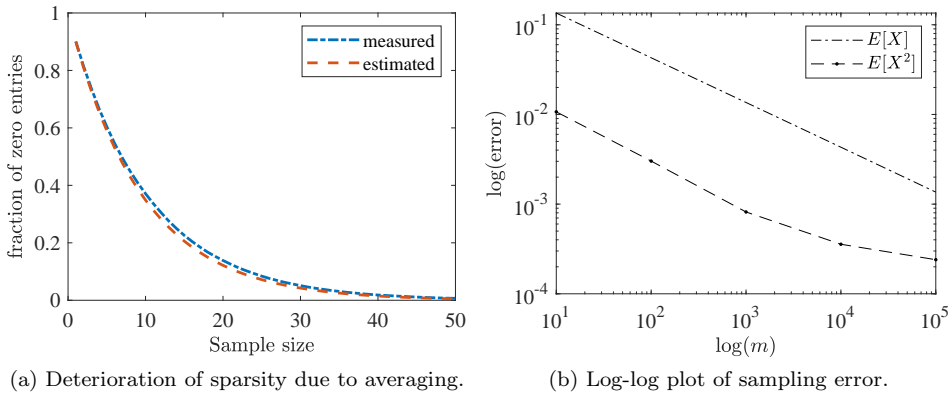 1
0.8
0.6
0.4
0.2
0
0 10 20 30 40 50
fraction of zero entries
Sample size
measured
estimated
(a) Deterioration of sparsity due to averaging.
10^-1
10^-2
10^-3
10^-4
10^1 10^2 10^3 10^4 10^5
log(error)
log(m)
E[X]
E[X^2]
(b) Log-log plot of sampling error.